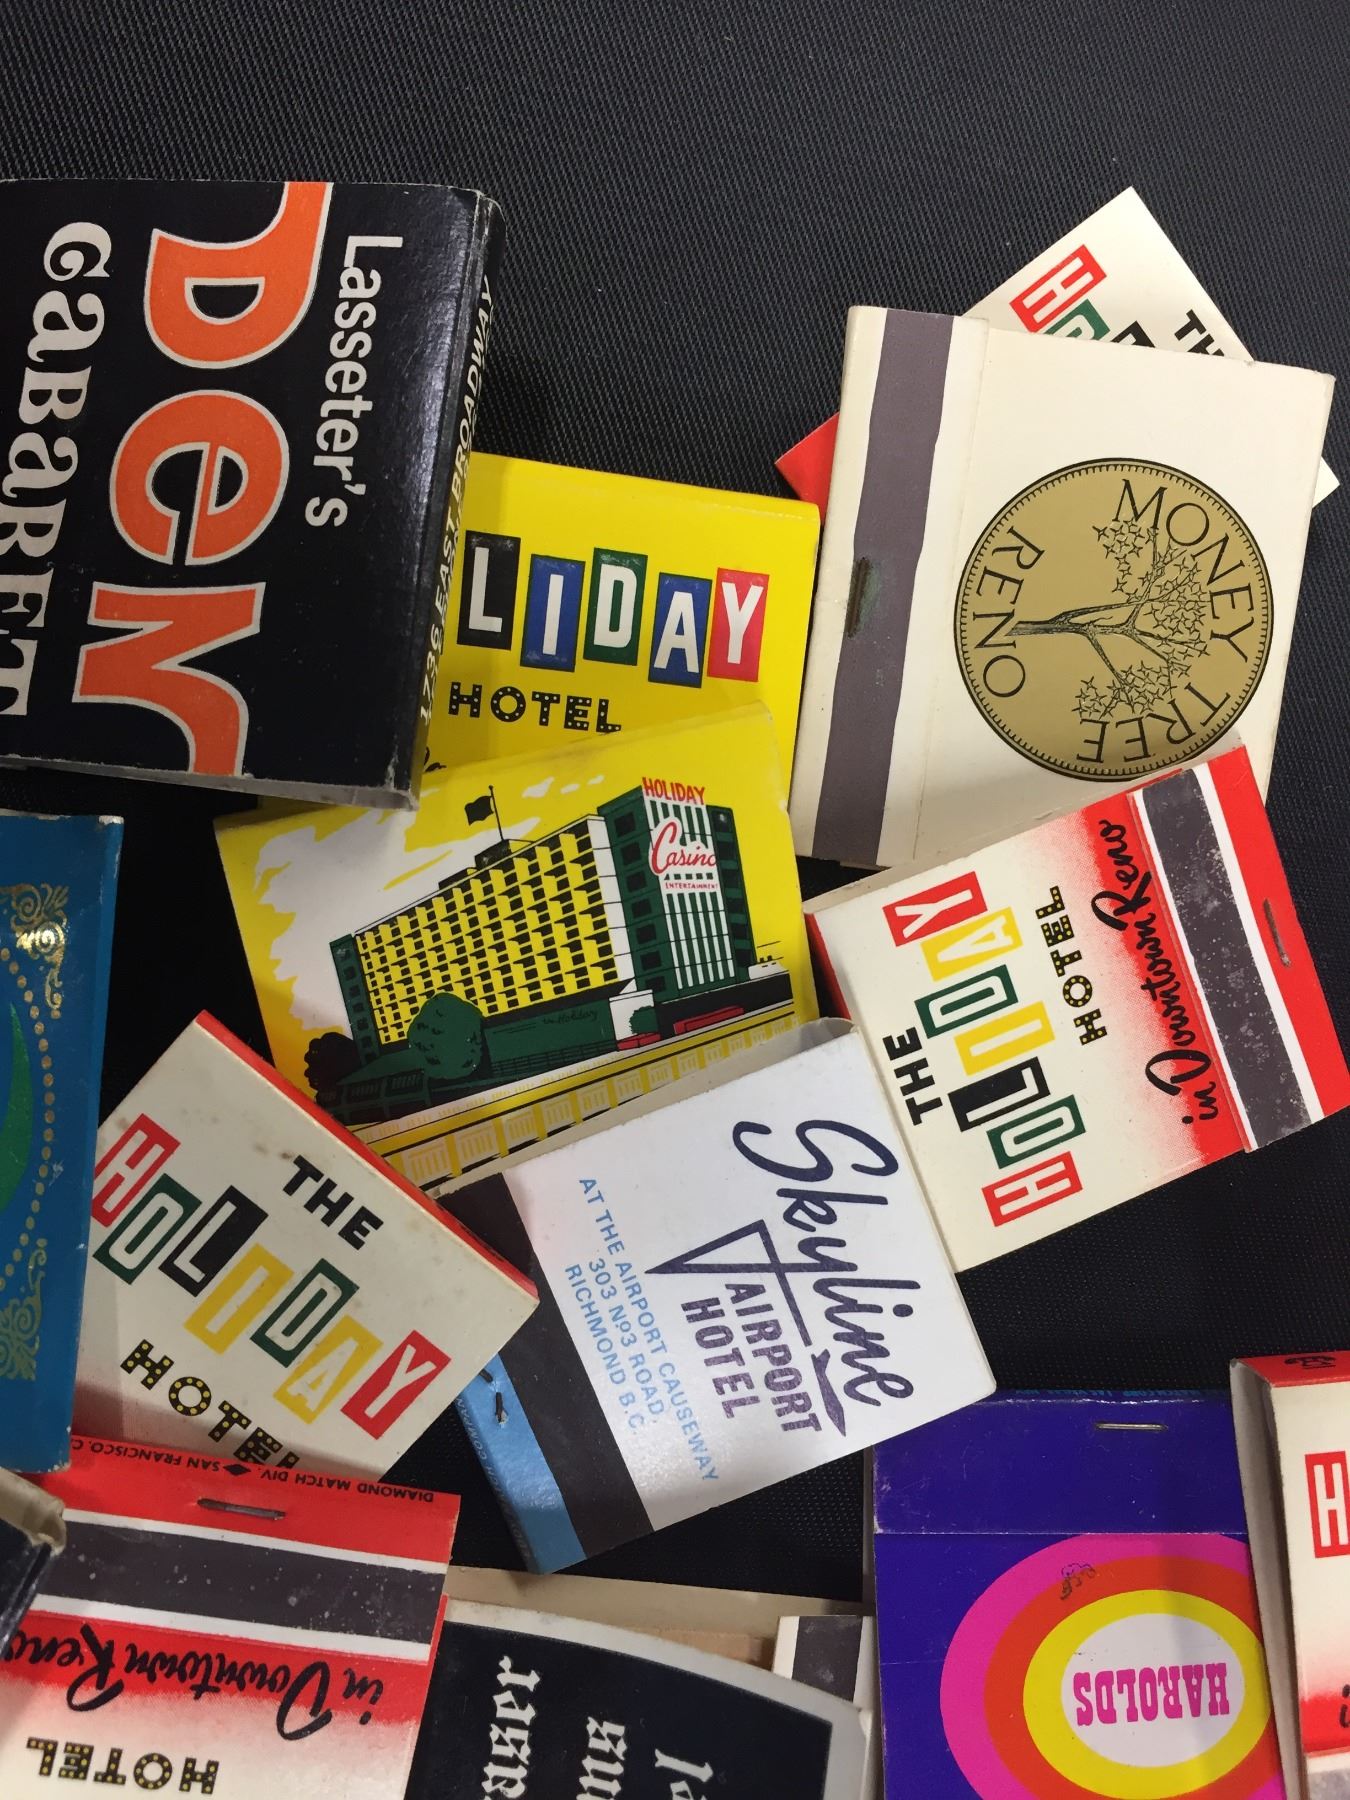 Lasseter's
Den
CABARET
1736 EAST BROADWAY
LIDAY
HOTEL
THE
MONEY TREE
RENO
HOLIDAY
Casino
ENTERTAINMENT
THE
HOLIDAY
HOTEL
in Downtown Reno
THE
HOLIDAY
HOTEL
Skyline
AIRPORT
HOTEL
AT THE AIRPORT CAUSEWAY
303 No3 ROAD,
RICHMOND B.C.
DIAMOND MATCH DIV. SAN FRANCISCO, C
in Downtown Reno
HOTEL
HAROLDS
H